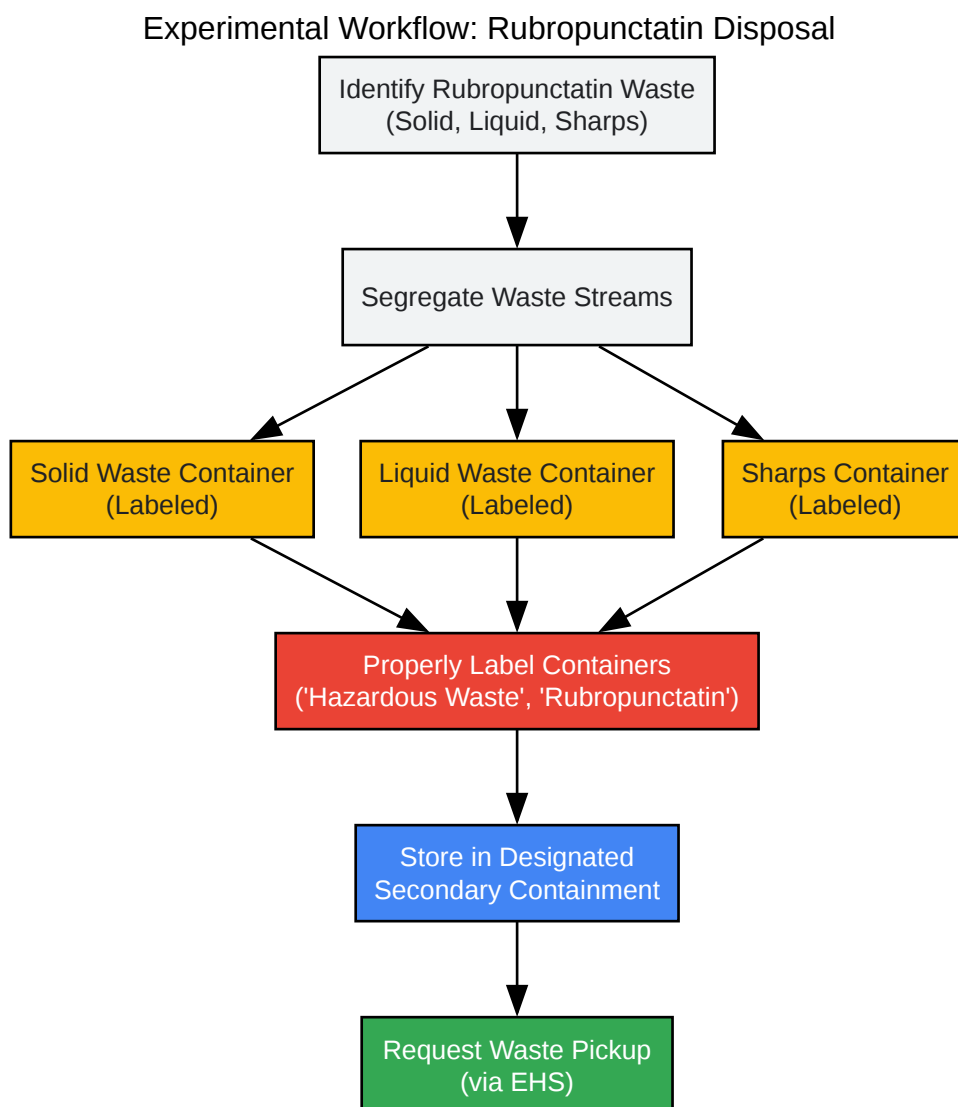 Experimental Workflow: Rubropunctatin Disposal
Identify Rubropunctatin Waste
(Solid, Liquid, Sharps)
Segregate Waste Streams
Solid Waste Container
(Labeled)
Liquid Waste Container
(Labeled)
Sharps Container
(Labeled)
Properly Label Containers
('Hazardous Waste', 'Rubropunctatin')
Store in Designated
Secondary Containment
Request Waste Pickup
(via EHS)